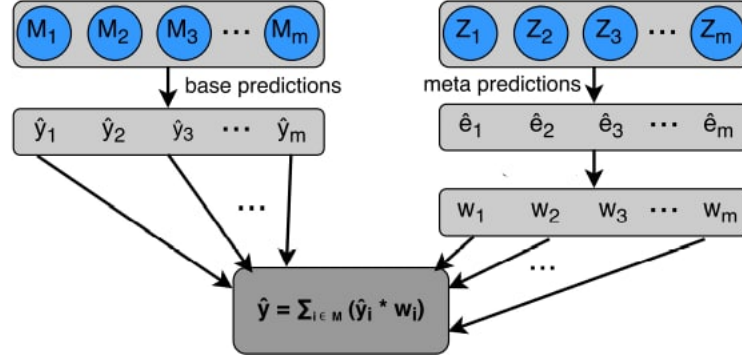 M₁ M₂ M₃ ··· Mₘ
Z₁ Z₂ Z₃ ··· Zₘ
base predictions
meta predictions
ŷ₁ ŷ₂ ŷ₃ ··· ŷₘ
ê₁ ê₂ ê₃ ··· êₘ
w₁ w₂ w₃ ··· wₘ
···
···
ŷ = Σ i ∈ M (ŷᵢ * wᵢ)